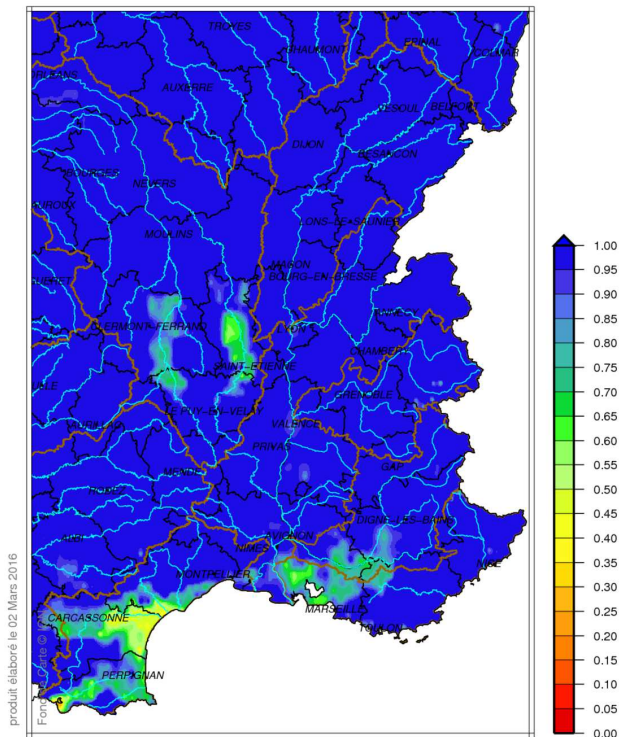 TROYES
CHAUMONT
EPINAL
COLMAR
AUXERRE
VESOUL
BELFORT
DIJON
BESANCON
BOURGES
NEVERS
LONS-LE-SAUNIER
MOULINS
MACON
BOURG-EN-BRESSE
CLERMONT-FERRAND
LYON
ANNECY
CHAMBERY
SAINT-ETIENNE
GRENOBLE
LE PUY-EN-VELAY
VALENCE
AURILLAC
PRIVAS
GAP
MENDE
RODEZ
DIGNE-LES-BAINS
AVIGNON
ALBI
NIMES
NICE
MONTPELLIER
MARSEILLE
CARCASSONNE
TOULON
PERPIGNAN
produit élaboré le 02 Mars 2016
1.00
0.95
0.90
0.85
0.80
0.75
0.70
0.65
0.60
0.55
0.50
0.45
0.40
0.35
0.30
0.25
0.20
0.15
0.10
0.05
0.00